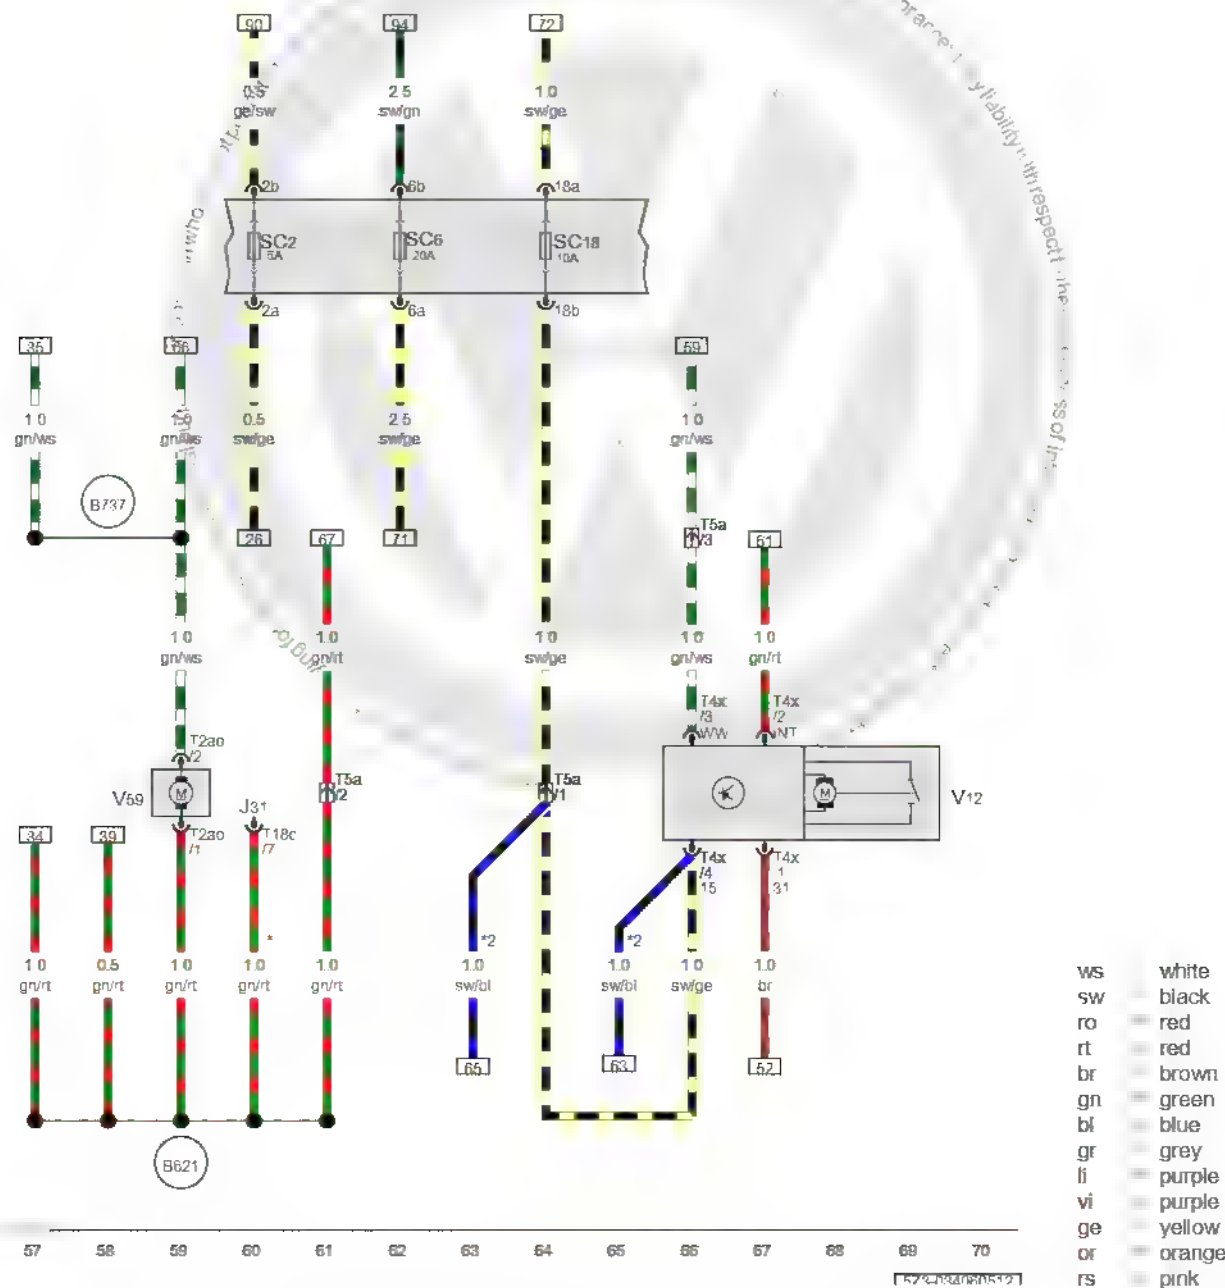 90 94 72
0.5 2.5 1.0
ge/sw sw/gn sw/ge
2b 6b 18a
SC2 SC6 SC18
5A 20A 10A
2a 6a 18b
35 66 59
1.0 1.0 0.5 2.5 1.0
gn/ws gn/ws sw/ge sw/ge gn/ws
B737
26 67 71 T5a /3 61
1.0 1.0 1.0 1.0 1.0
gn/ws gn/rt sw/ge gn/ws gn/rt
T4x T4x
/3 /2
WW NT
T2ao
/2
T5a T5a
/2 /1
V59 M K M V12
J31
34 39 T2ao T18c
/1 /7
T4x T4x
/4 1
15 31
* *2 *2
1.0 0.5 1.0 1.0 1.0 1.0 1.0 1.0 1.0
gn/rt gn/rt gn/rt gn/rt gn/rt sw/bl sw/bl sw/ge br
65 63 52
B621
57 58 59 60 61 62 63 64 65 66 67 68 69 70
ws white
sw black
ro red
rt red
br brown
gn green
bl blue
gr grey
li purple
vi purple
ge yellow
or orange
rs pink